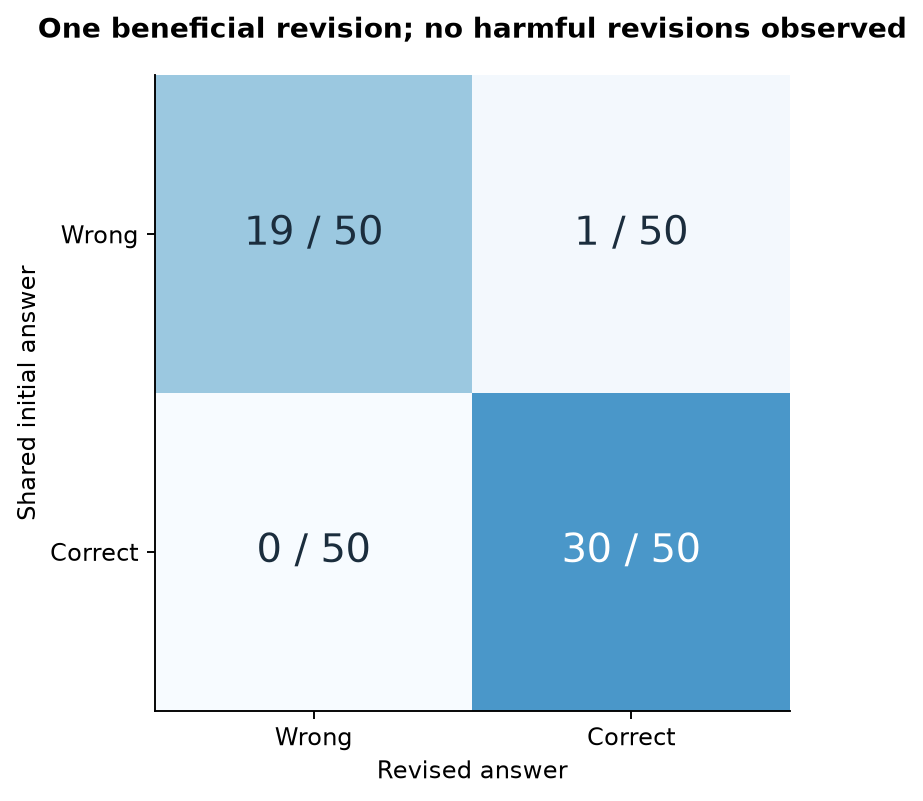 One beneficial revision; no harmful revisions observed
Shared initial answer
Wrong
19 / 50
1 / 50
Correct
0 / 50
30 / 50
Wrong
Correct
Revised answer